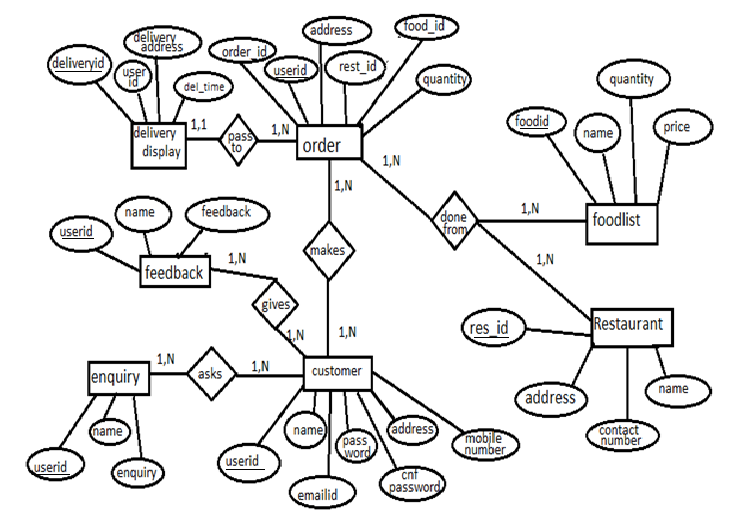 delivery
address
order_id
address
food_id
deliveryid
user
id
del_time
userid
rest_id
quantity
quantity
foodid
name
price
delivery
display
1,1
pass
to
1,N
order
1,N
1,N
done
from
1,N
foodlist
1,N
userid
name
feedback
feedback
1,N
makes
gives
1,N
1,N
res_id
Restaurant
address
contact
number
name
enquiry
1,N
asks
1,N
customer
name
userid
enquiry
userid
name
emailid
pass
word
cnf
password
address
mobile
number